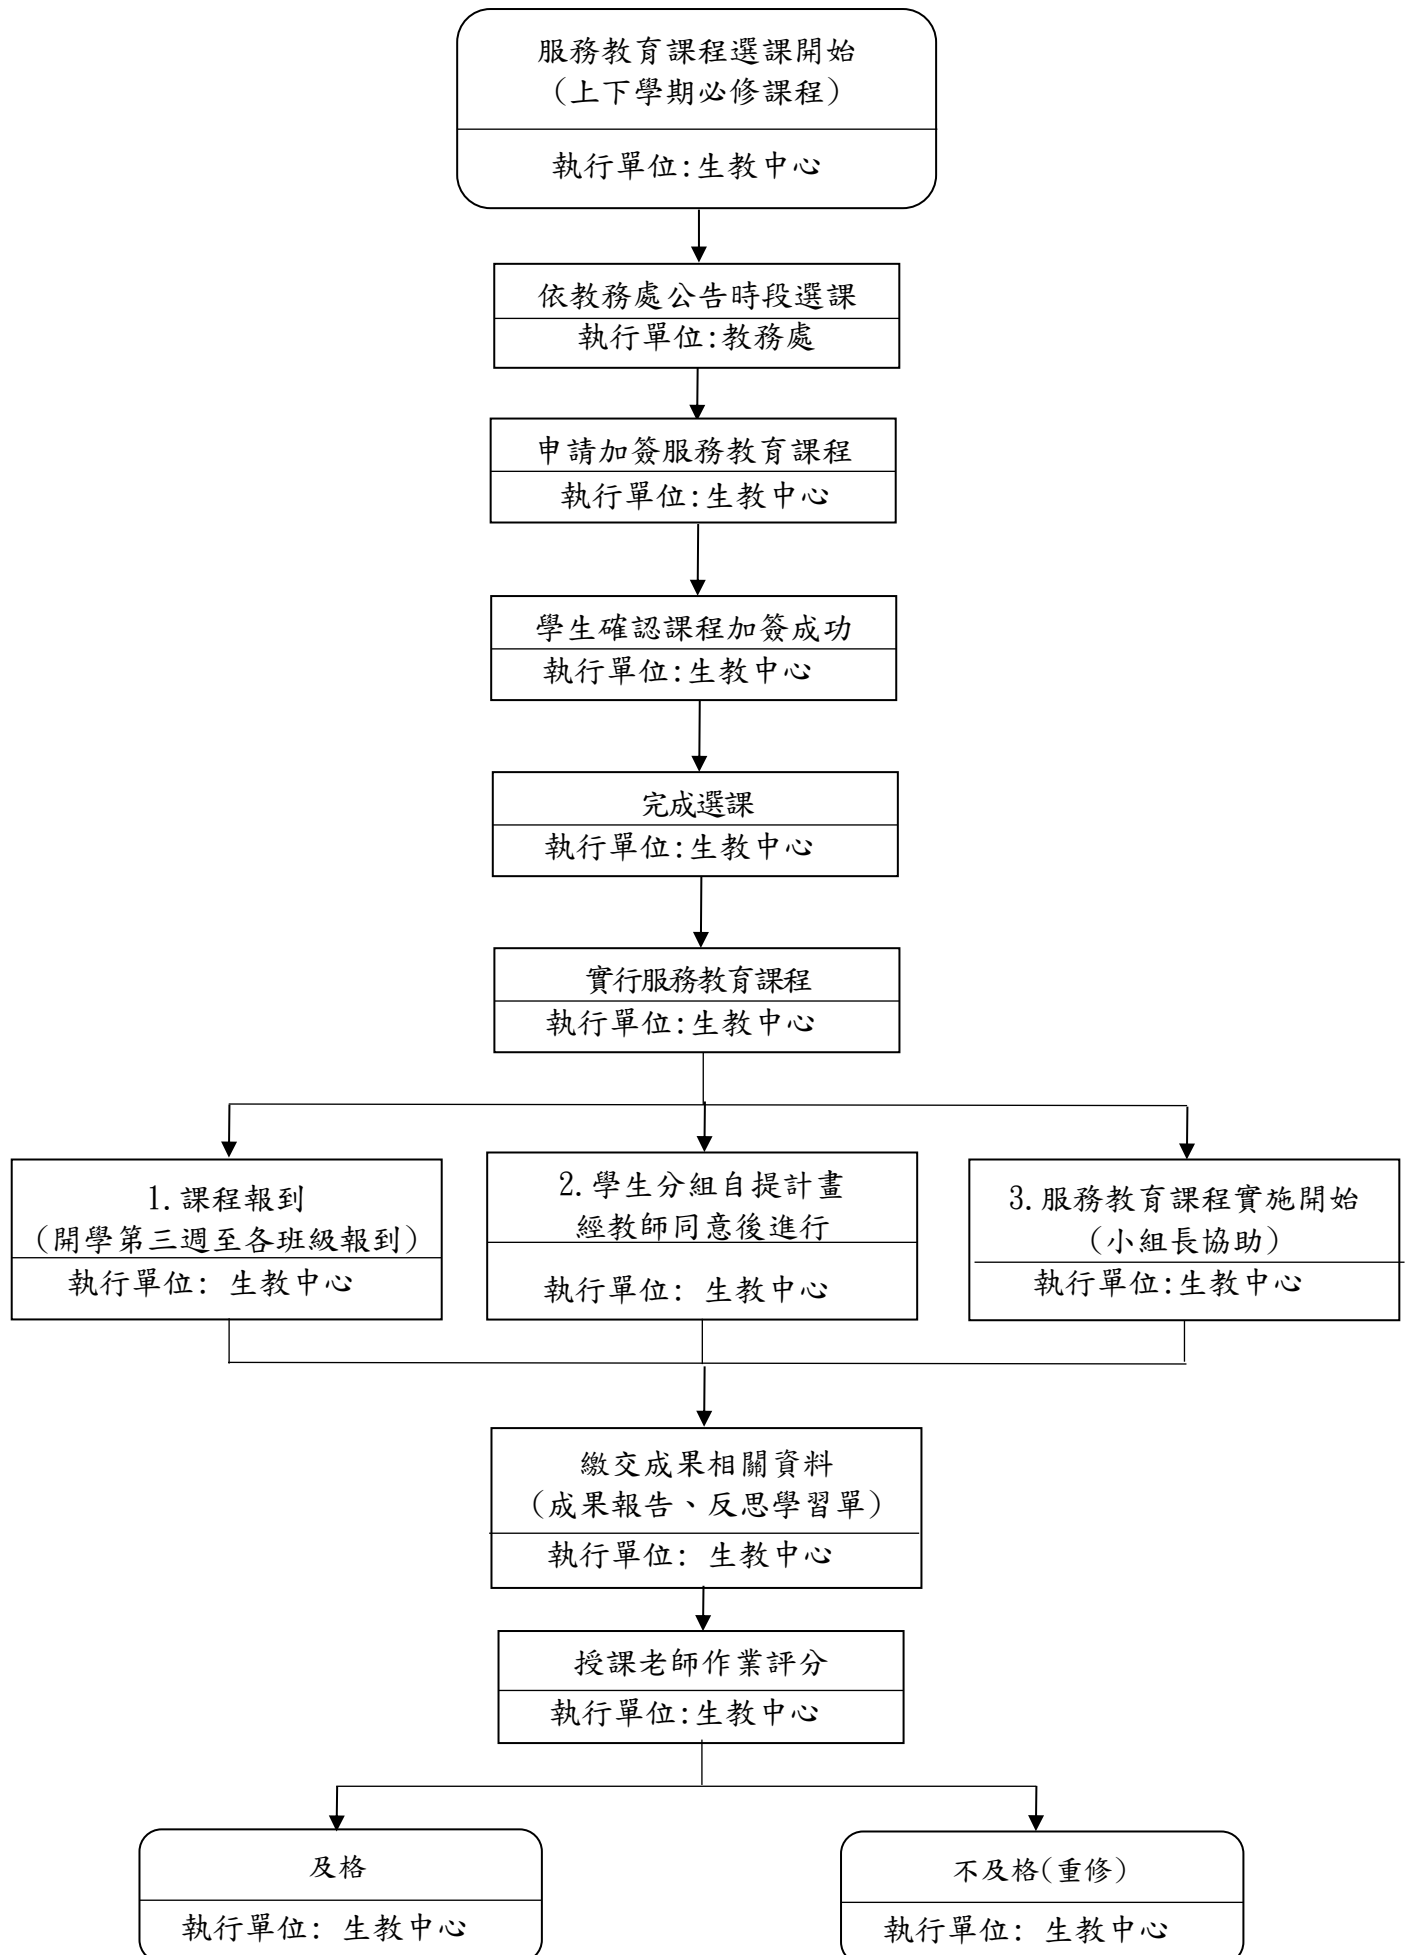 服務教育課程選課開始
(上下學期必修課程)
執行單位:生教中心
依教務處公告時段選課
執行單位:教務處
申請加簽服務教育課程
執行單位:生教中心
學生確認課程加簽成功
執行單位:生教中心
完成選課
執行單位:生教中心
實行服務教育課程
執行單位:生教中心
1.課程報到
(開學第三週至各班級報到)
執行單位: 生教中心
2.學生分組自提計畫
經教師同意後進行
執行單位: 生教中心
3.服務教育課程實施開始
(小組長協助)
執行單位:生教中心
繳交成果相關資料
(成果報告、反思學習單)
執行單位: 生教中心
授課老師作業評分
執行單位:生教中心
及格
執行單位: 生教中心
不及格(重修)
執行單位: 生教中心